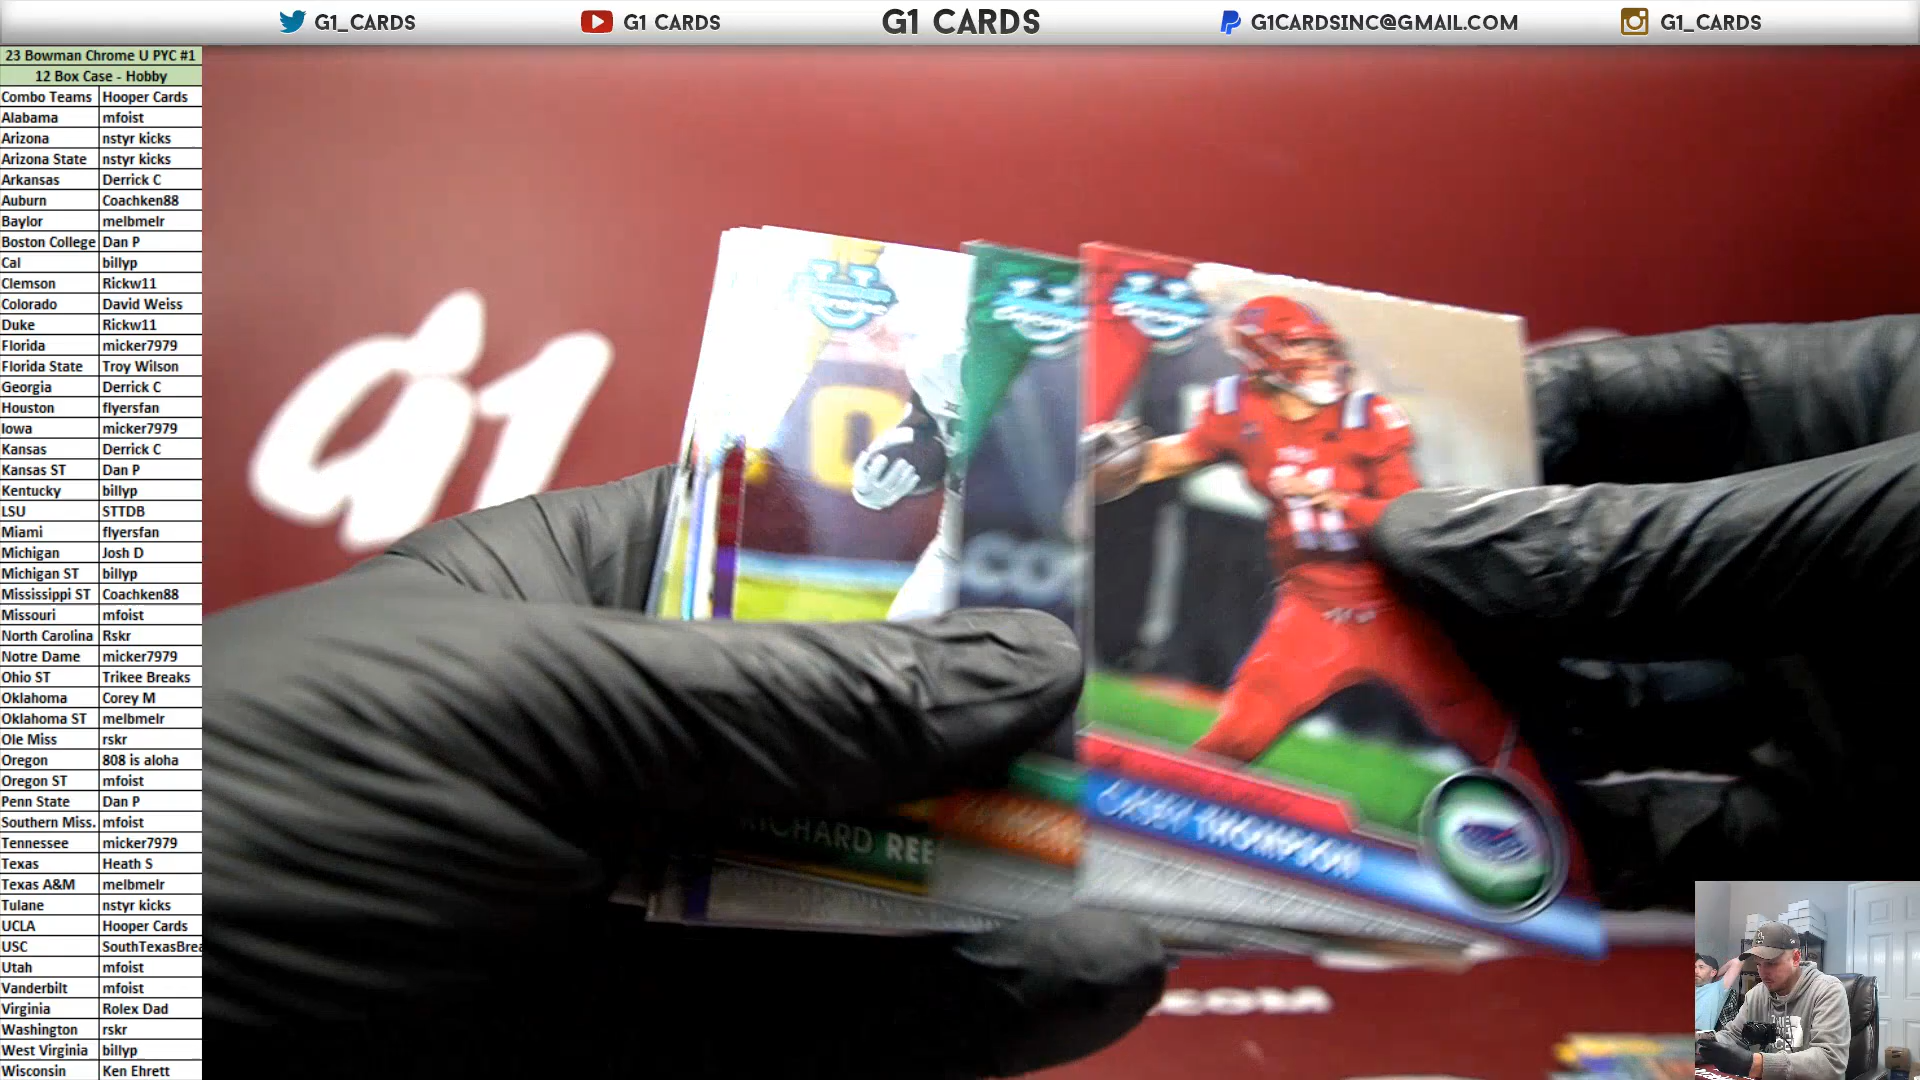 G1_CARDS
G1 CARDS
G1 CARDS
G1CARDSINC@GMAIL.COM
G1_CARDS
23 Bowman Chrome U PYC #1
12 Box Case - Hobby
Combo Teams Hooper Cards
Alabama mfoist
Arizona nstyr kicks
Arizona State nstyr kicks
Arkansas Derrick C
Auburn Coachken88
Baylor melbmelr
Boston College Dan P
Cal billyp
Clemson Rickw11
Colorado David Weiss
Duke Rickw11
Florida micker7979
Florida State Troy Wilson
Georgia Derrick C
Houston flyersfan
Iowa micker7979
Kansas Derrick C
Kansas ST Dan P
Kentucky billyp
LSU STTDB
Miami flyersfan
Michigan Josh D
Michigan ST billyp
Mississippi ST Coachken88
Missouri mfoist
North Carolina Rskr
Notre Dame micker7979
Ohio ST Trikee Breaks
Oklahoma Corey M
Oklahoma ST melbmelr
Ole Miss rskr
Oregon 808 is aloha
Oregon ST mfoist
Penn State Dan P
Southern Miss. mfoist
Tennessee micker7979
Texas Heath S
Texas A&M melbmelr
Tulane nstyr kicks
UCLA Hooper Cards
USC SouthTexasBrea
Utah mfoist
Vanderbilt mfoist
Virginia Rolex Dad
Washington rskr
West Virginia billyp
Wisconsin Ken Ehrett
g1
11
CASEY THOMPSON
RICHARD REE